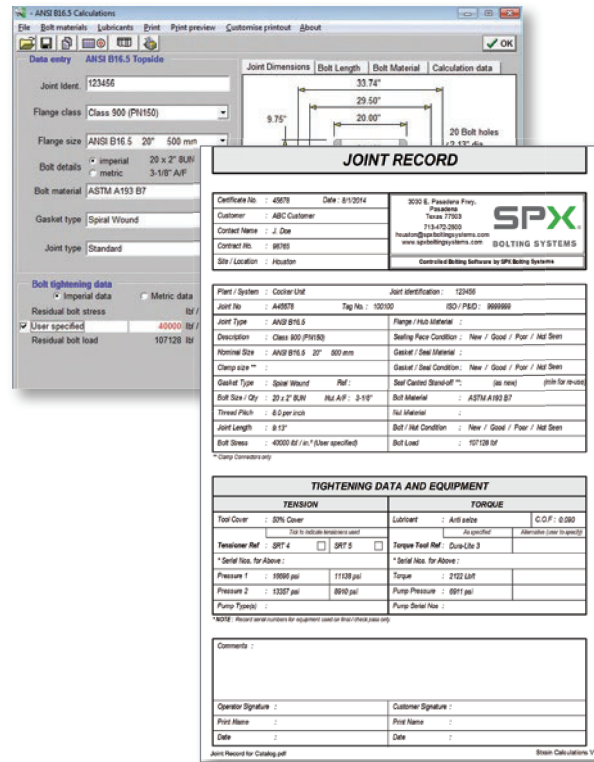 - ANSI B16.5 Calculations
File Bolt materials Lubricants Print Print preview Customise printout About
OK
Data entry ANSI B16.5 Topside
Joint Ident. 123456
Flange class Class 900 (PN150)
Flange size ANSI B16.5 20" 500 mm
Bolt details imperial 20 x 2" 8UN
metric 3-1/8" A/F
Bolt material ASTM A193 B7
Gasket type Spiral Wound
Joint type Standard
Bolt tightening data
Imperial data Metric data
Residual bolt stress lbf /
User specified 40000 lbf /
Residual bolt load 107128 lbf
Joint Dimensions Bolt Length Bolt Material Calculation data
33.74"
29.50"
9.75" 20.00"
20 Bolt holes
JOINT RECORD
Certificate No. : 45678 Date : 8/1/2014
Customer : ABC Customer
Contact Name : J. Doe
Contract No. : 98765
Site / Location : Houston
3030 E. Pasadena Frwy.
Pasadena
Texas 77503
713-472-2500
houston@spxboltingsystems.com
www.spxboltingsystems.com
SPX
BOLTING SYSTEMS
Controlled Bolting Software by SPX Bolting Systems
Plant / System : Cocker Unit Joint Identification : 123456
Joint No : A45678 Tag No. : 100100 ISO / P&ID : 9999999
Joint Type : ANSI B16.5 Flange / Hub Material :
Description : Class 900 (PN150) Sealing Face Condition : New / Good / Poor / Not Seen
Nominal Size : ANSI B16.5 20" 500 mm Gasket / Seal Material :
Clamp size ** : Gasket / Seal Condition : New / Good / Poor / Not Seen
Gasket Type : Spiral Wound Ref : Seal Canted Stand-off **: (as new) (min for re-use)
Bolt Size / Qty : 20 x 2" 8UN Nut A/F : 3-1/8" Bolt Material : ASTM A193 B7
Thread Pitch : 8.0 per inch Nut Material :
Joint Length : 9.13" Bolt / Nut Condition : New / Good / Poor / Not Seen
Bolt Stress : 40000 lbf / in.² (User specified) Bolt Load : 107128 lbf
** Clamp Connectors only
TIGHTENING DATA AND EQUIPMENT
TENSION TORQUE
Tool Cover : 50% Cover Lubricant : Anti seize C.O.F : 0.090
Tick to indicate tensioners used As specified Alternative (user to specify)
Tensioner Ref : SRT 4 SRT 5 Torque Tool Ref : Dura-Lite 3
* Serial Nos. for Above : * Serial Nos. for Above :
Pressure 1 : 16696 psi 11138 psi Torque : 2122 Lbft
Pressure 2 : 13357 psi 8910 psi Pump Pressure : 6911 psi
Pump Type(s) : Pump Serial Nos :
* NOTE : Record serial numbers for equipment used on final / check pass only.
Comments :
Operator Signature : Customer Signature :
Print Name : Print Name :
Date : Date :
Joint Record for Catalog.pdf Strain Calculations V